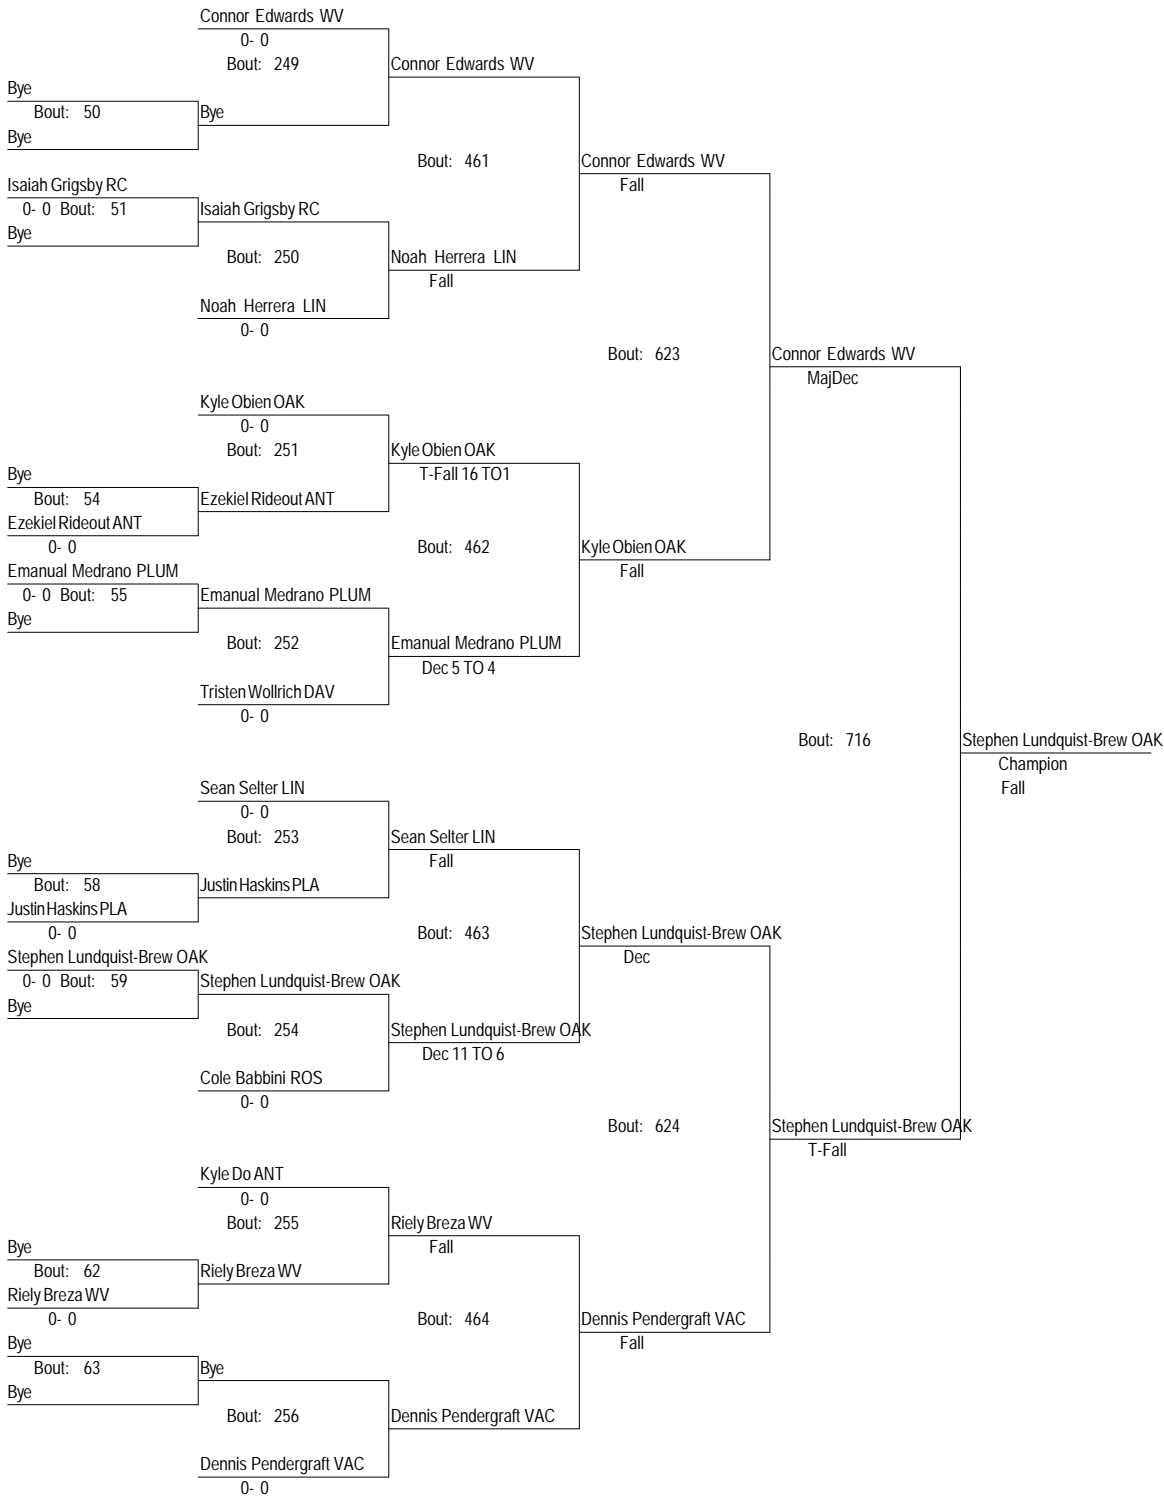 Connor Edwards WV
0- 0
Bout: 249
Connor Edwards WV
Bye
Bout: 50
Bye
Bye
Bout: 461
Connor Edwards WV
Fall
Isaiah Grigsby RC
0- 0 Bout: 51
Isaiah Grigsby RC
Bye
Bout: 250
Noah Herrera LIN
Fall
Noah Herrera LIN
0- 0
Bout: 623
Connor Edwards WV
MajDec
Kyle Obien OAK
0- 0
Bout: 251
Kyle Obien OAK
T-Fall 16 TO1
Bye
Bout: 54
Ezekiel Rideout ANT
Ezekiel Rideout ANT
0- 0
Bout: 462
Kyle Obien OAK
Fall
Emanual Medrano PLUM
0- 0 Bout: 55
Emanual Medrano PLUM
Bye
Bout: 252
Emanual Medrano PLUM
Dec 5 TO 4
Tristen Wollrich DAV
0- 0
Bout: 716
Stephen Lundquist-Brew OAK
Champion
Fall
Sean Selter LIN
0- 0
Bout: 253
Sean Selter LIN
Fall
Bye
Bout: 58
Justin Haskins PLA
Justin Haskins PLA
0- 0
Bout: 463
Stephen Lundquist-Brew OAK
Dec
Stephen Lundquist-Brew OAK
0- 0 Bout: 59
Stephen Lundquist-Brew OAK
Bye
Bout: 254
Stephen Lundquist-Brew OAK
Dec 11 TO 6
Cole Babbini ROS
0- 0
Bout: 624
Stephen Lundquist-Brew OAK
T-Fall
Kyle Do ANT
0- 0
Bout: 255
Riely Breza WV
Fall
Bye
Bout: 62
Riely Breza WV
Riely Breza WV
0- 0
Bout: 464
Dennis Pendergraft VAC
Fall
Bye
Bout: 63
Bye
Bye
Bout: 256
Dennis Pendergraft VAC
Dennis Pendergraft VAC
0- 0